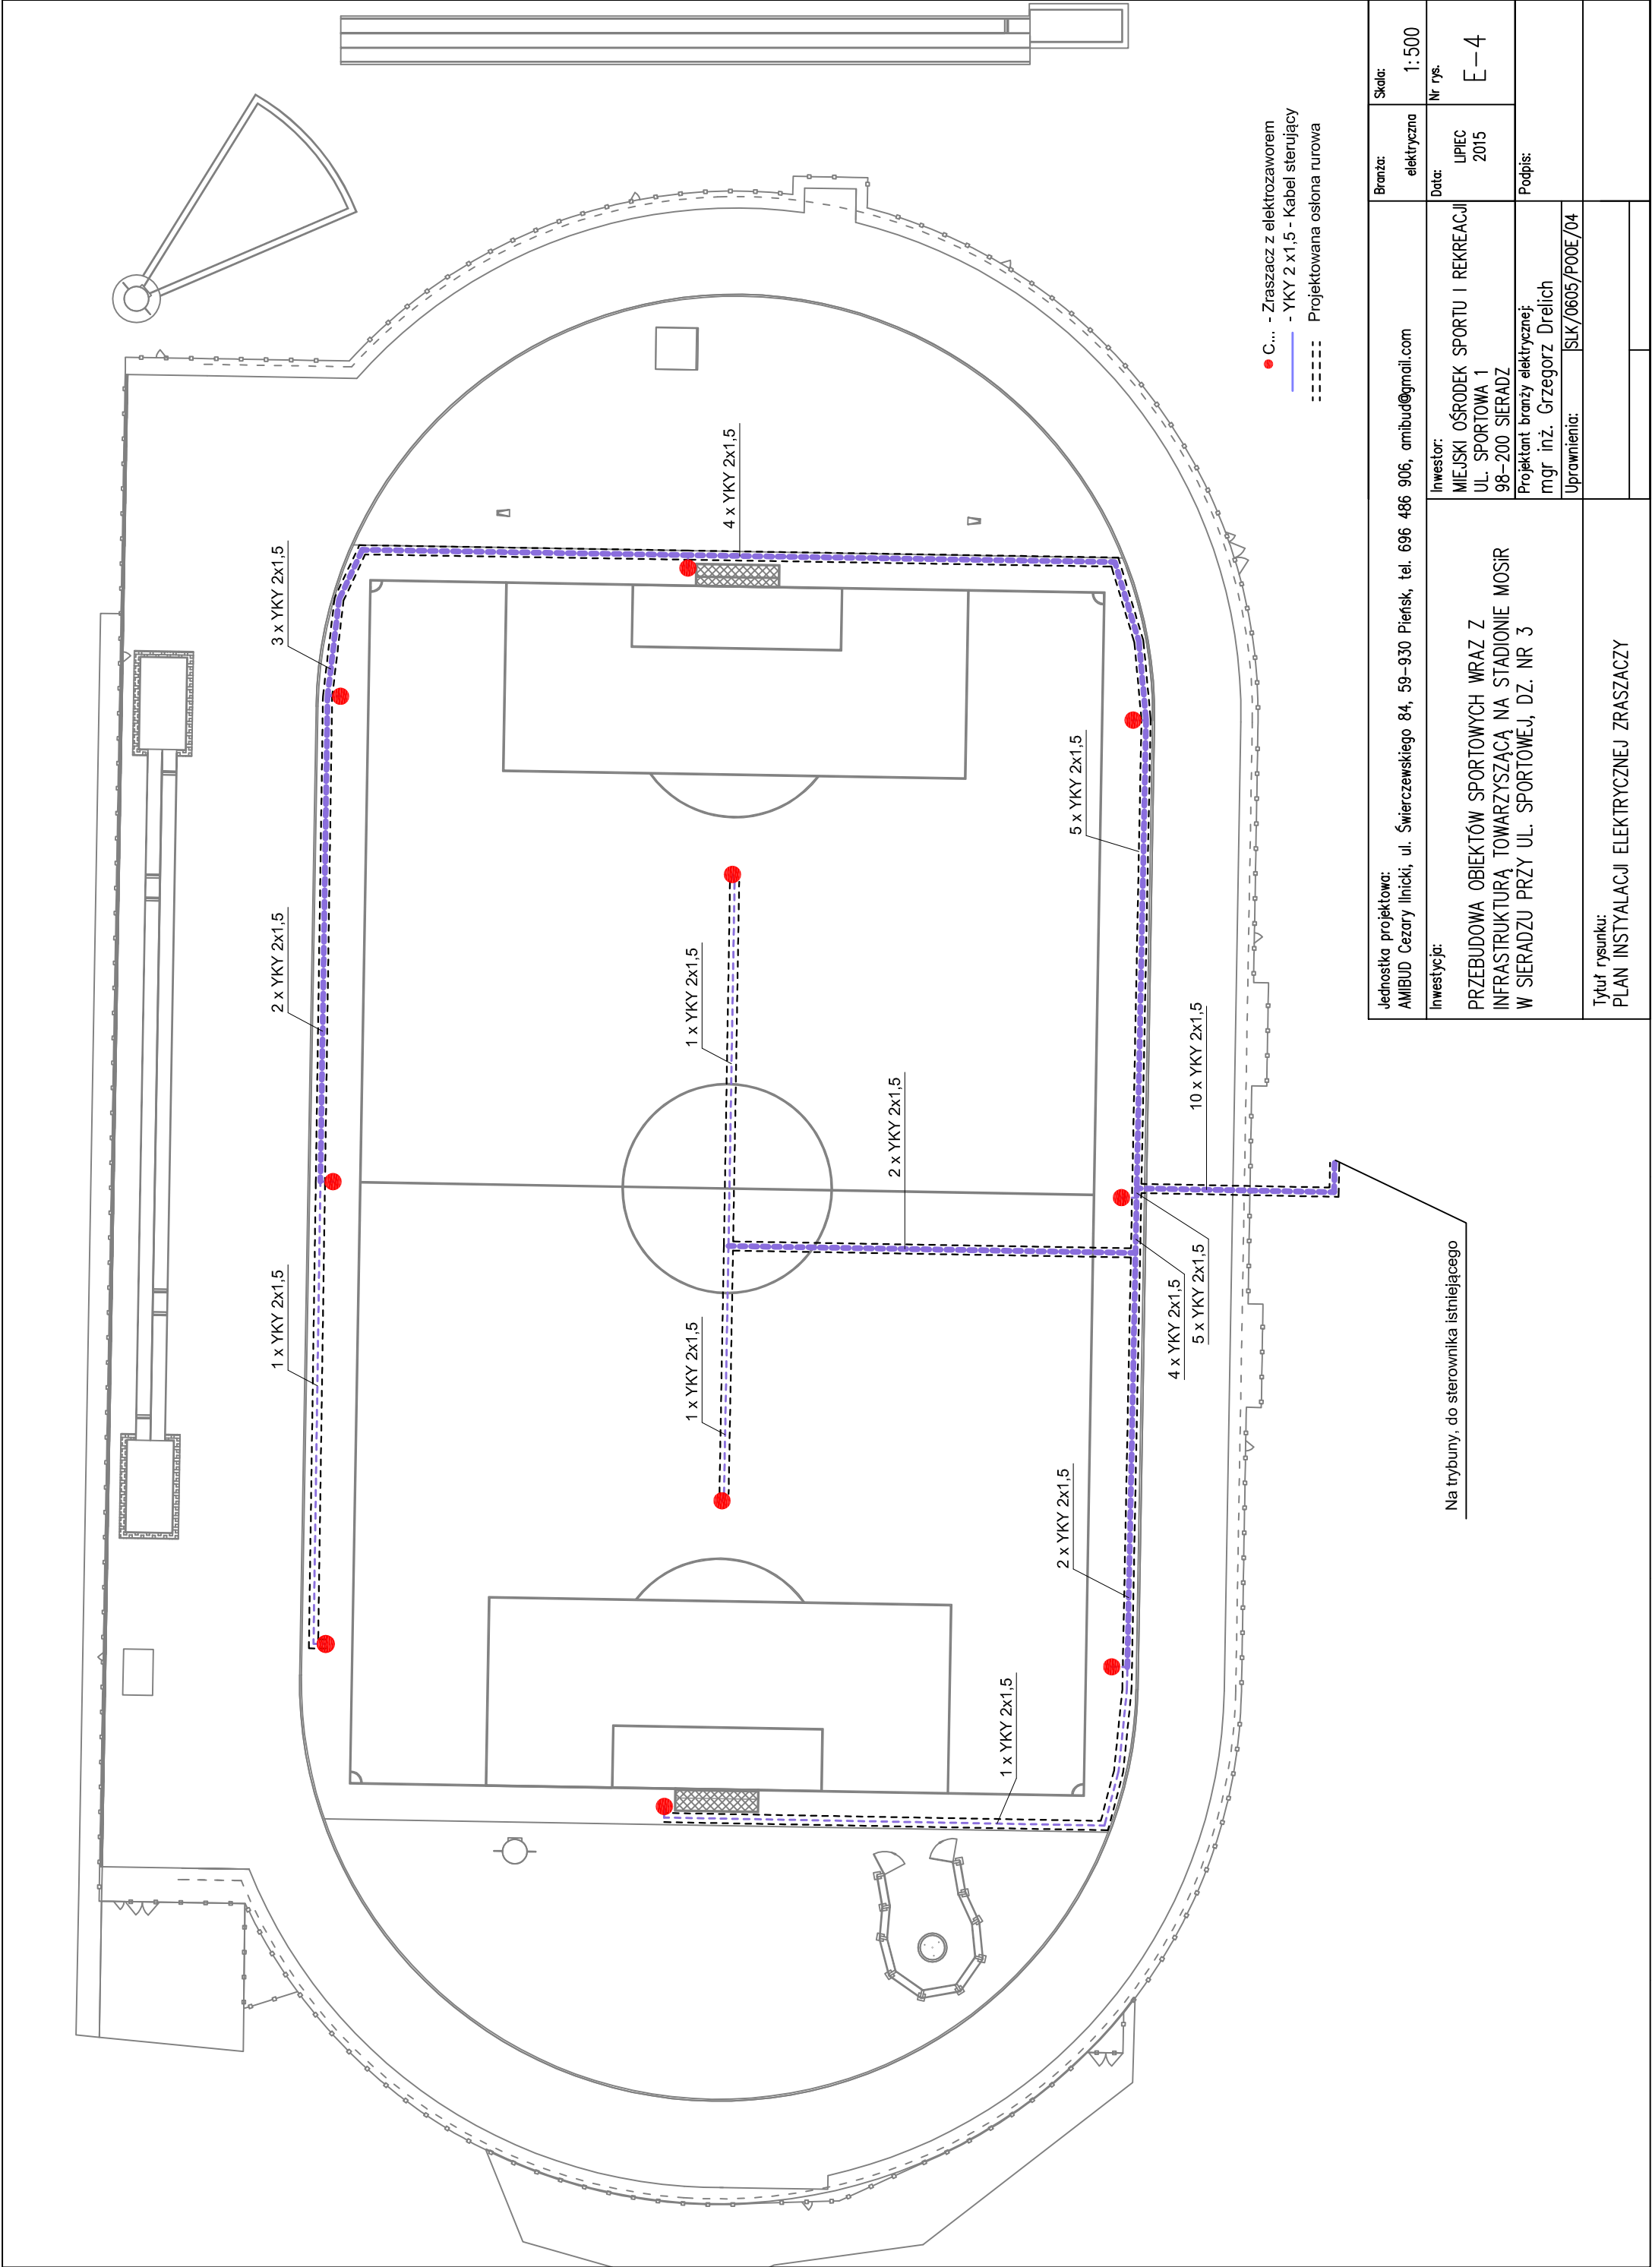 3 x YKY 2x1,5
4 x YKY 2x1,5
2 x YKY 2x1,5
1 x YKY 2x1,5
5 x YKY 2x1,5
2 x YKY 2x1,5
10 x YKY 2x1,5
1 x YKY 2x1,5
1 x YKY 2x1,5
4 x YKY 2x1,5
5 x YKY 2x1,5
2 x YKY 2x1,5
1 x YKY 2x1,5
Na trybuny, do sterownika istniejącego
C... - Zraszacz z elektrozaworem
- YKY 2 x1,5 - Kabel sterujący
Projektowana osłona rurowa
Jednostka projektowa:
AMIBUD Cezary Ilnicki, ul. Świerczewskiego 84, 59-930 Pieńsk, tel. 696 486 906, amibud@gmail.com
Branża:
elektryczna
Skala:
1:500
Inwestycja:
PRZEBUDOWA OBIEKTÓW SPORTOWYCH WRAZ Z
INFRASTRUKTURĄ TOWARZYSZĄCĄ NA STADIONIE MOSIR
W SIERADZU PRZY UL. SPORTOWEJ, DZ. NR 3
Inwestor:
MIEJSKI OŚRODEK SPORTU I REKREACJI
UL. SPORTOWA 1
98-200 SIERADZ
Data:
LIPIEC
2015
Nr rys.
E-4
Projektant branży elektrycznej:
mgr inż. Grzegorz Drelich
Uprawnienia:
SLK/0605/POOE/04
Podpis:
Tytuł rysunku:
PLAN INSTYALACJI ELEKTRYCZNEJ ZRASZACZY